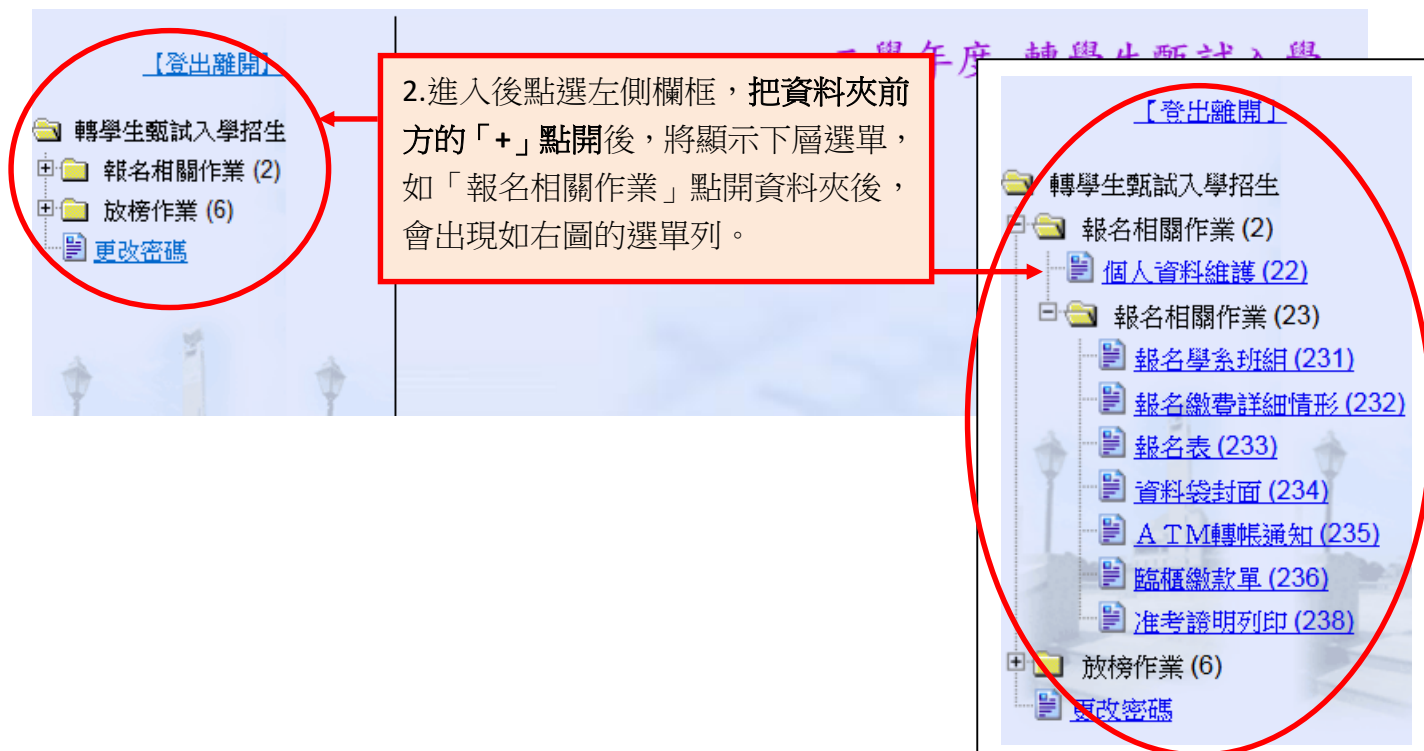 【登出離開】
轉學生甄試入學招生
報名相關作業 (2)
放榜作業 (6)
更改密碼
學年度 轉學生甄試入學
2.進入後點選左側欄框，把資料夾前
方的「+」點開後，將顯示下層選單，
如「報名相關作業」點開資料夾後，
會出現如右圖的選單列。
【登出離開】
轉學生甄試入學招生
報名相關作業 (2)
個人資料維護 (22)
報名相關作業 (23)
報名學系班組 (231)
報名繳費詳細情形 (232)
報名表 (233)
資料袋封面 (234)
ＡＴＭ轉帳通知 (235)
臨櫃繳款單 (236)
准考證明列印 (238)
放榜作業 (6)
更改密碼